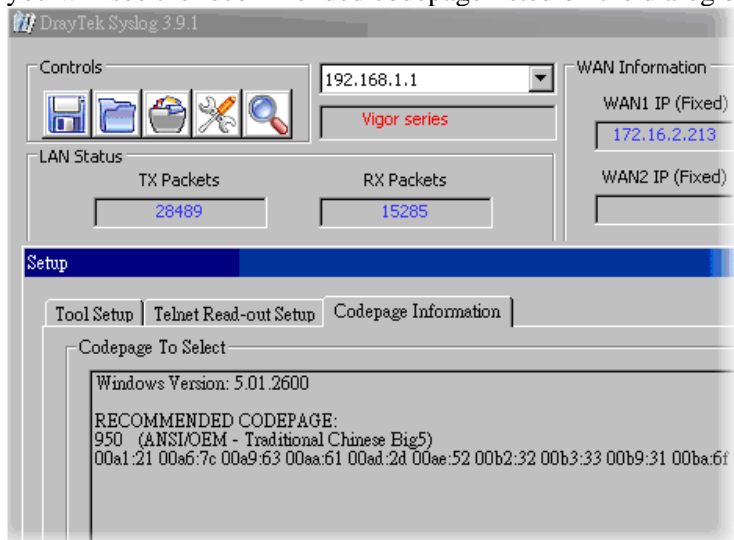 DrayTek Syslog 3.9.1
Controls
192.168.1.1
Vigor series
WAN Information
WAN1 IP (Fixed)
172.16.2.213
WAN2 IP (Fixed)
LAN Status
TX Packets RX Packets
28489 15285
Setup
Tool Setup Telnet Read-out Setup Codepage Information
Codepage To Select
Windows Version: 5.01.2600
RECOMMENDED CODEPAGE:
950 (ANSI/OEM - Traditional Chinese Big5)
00a1:21 00a6:7c 00a9:63 00aa:61 00ad:2d 00ae:52 00b2:32 00b3:33 00b9:31 00ba:6f